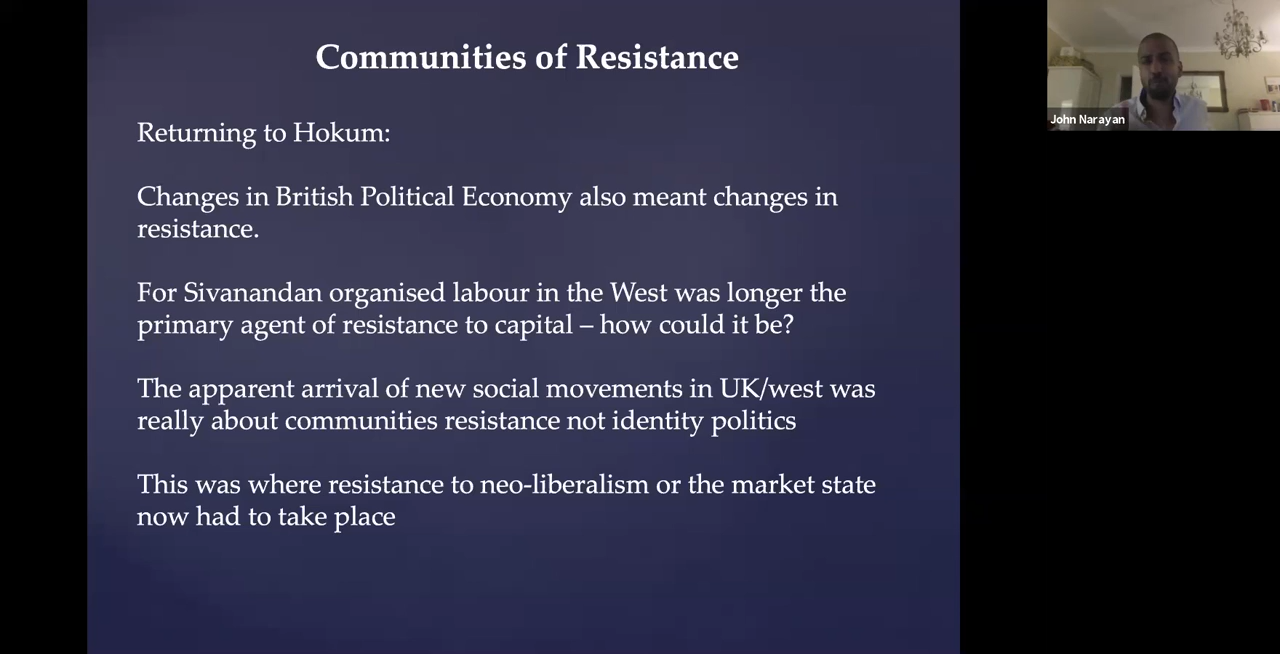 Communities of Resistance
Returning to Hokum:
Changes in British Political Economy also meant changes in
resistance.
For Sivanandan organised labour in the West was longer the
primary agent of resistance to capital – how could it be?
The apparent arrival of new social movements in UK/west was
really about communities resistance not identity politics
This was where resistance to neo-liberalism or the market state
now had to take place
John Narayan